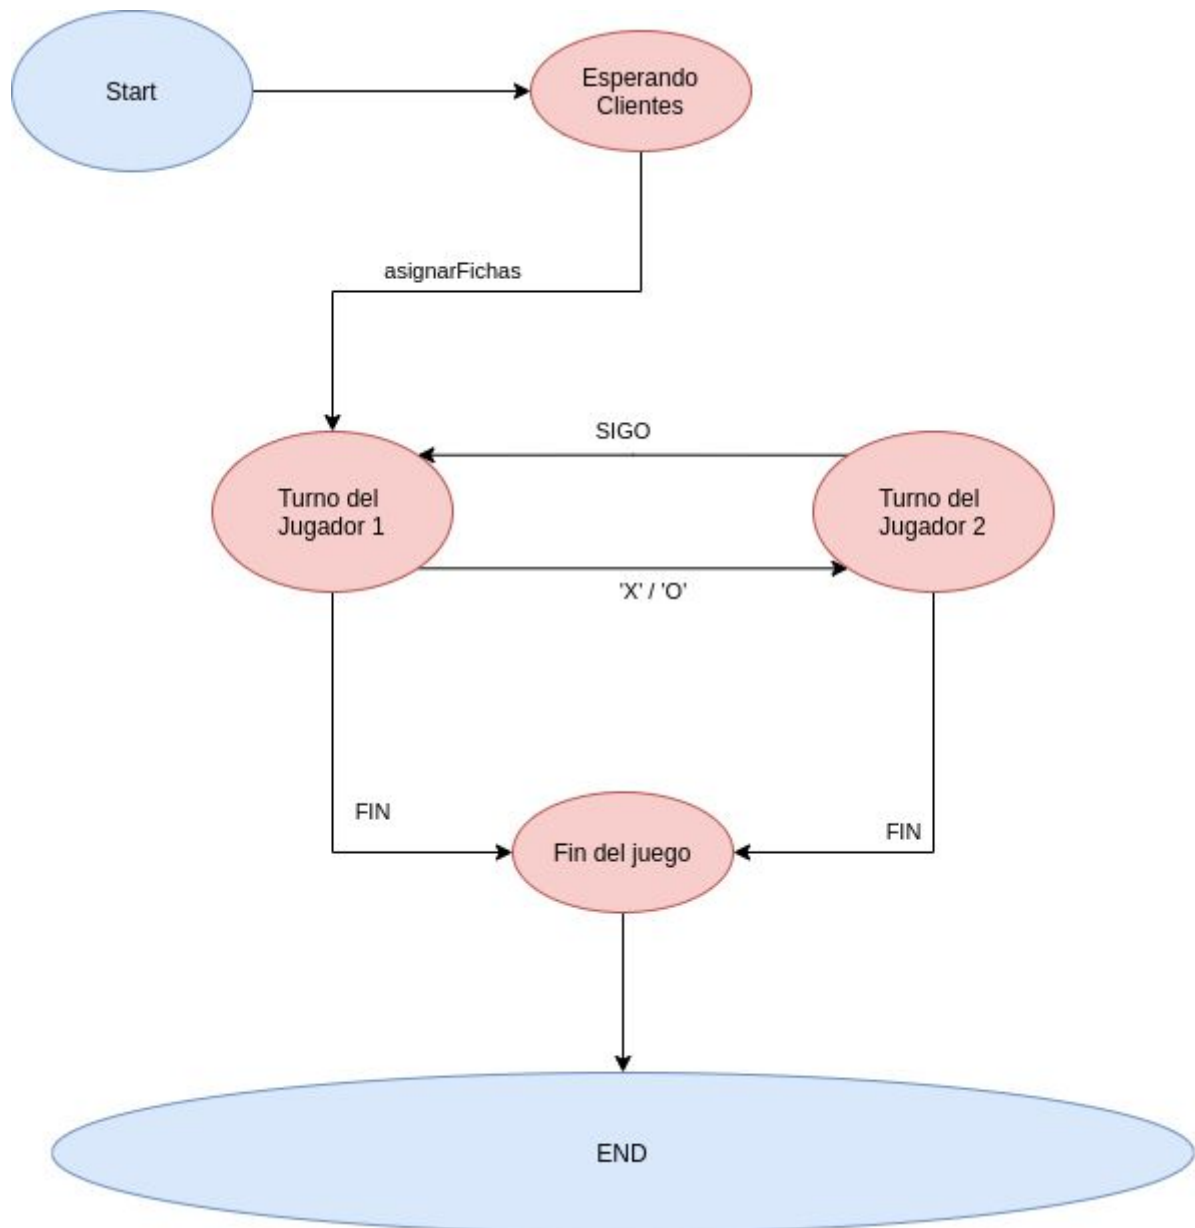 Start
Esperando
Clientes
asignarFichas
SIGO
Turno del
Jugador 1
Turno del
Jugador 2
'X' / 'O'
FIN
FIN
Fin del juego
END